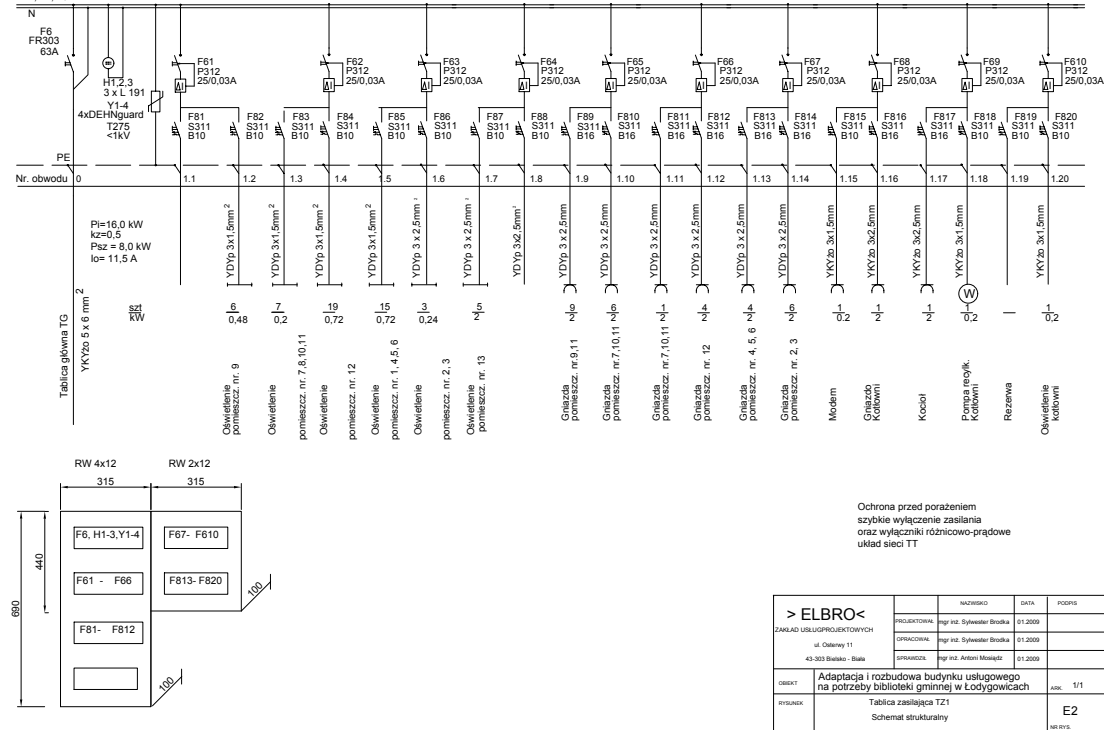 N
F6
FR303
63A
H1,2,3
3 x L 191
Y1-4
4xDEHNguard
T275
<1kV
F61
P312
25/0,03A
F62
P312
25/0,03A
F63
P312
25/0,03A
F64
P312
25/0,03A
F65
P312
25/0,03A
F66
P312
25/0,03A
F67
P312
25/0,03A
F68
P312
25/0,03A
F69
P312
25/0,03A
F610
P312
25/0,03A
F81
S311
B10
F82
S311
B10
F83
S311
B10
F84
S311
B10
F85
S311
B10
F86
S311
B10
F87
S311
B10
F88
S311
B10
F89
S311
B16
F810
S311
B16
F811
S311
B16
F812
S311
B16
F813
S311
B16
F814
S311
B16
F815
S311
B10
F816
S311
B16
F817
S311
B16
F818
S311
B10
F819
S311
B10
F820
S311
B10
PE
Nr. obwodu 0 1.1 1.2 1.3 1.4 1.5 1.6 1.7 1.8 1.9 1.10 1.11 1.12 1.13 1.14 1.15 1.16 1.17 1.18 1.19 1.20
Pi=16,0 kW
kz=0,5
Psz = 8,0 kW
Io= 11,5 A
Tablica główna TG
YKYżo 5 x 6 mm 2
YDYp 3x1,5mm 2
YDYp 3x1,5mm 2
YDYp 3x1,5mm 2
YDYp 3x1,5mm 2
YDYp 3 x 2,5mm 2
YDYp 3 x 2,5mm 2
YDYp 3x2,5mm 2
YDYp 3 x 2,5mm 2
YDYp 3 x 2,5mm 2
YDYp 3 x 2,5mm 2
YDYp 3 x 2,5mm 2
YDYp 3 x 2,5mm 2
YDYp 3 x 2,5mm 2
YKYżo 3x1,5mm
YKYżo 3x2,5mm
YKYżo 3x2,5mm
YKYżo 3x1,5mm
YKYżo 3x1,5mm
W
szt 6 7 19 15 3 5 9 6 1 4 4 6 1 1 1 1 — 1
kW 0,48 0,2 0,72 0,72 0,24 2 2 2 2 2 2 2 0.2 2 2 0,2 0,2
Oświetlenie
pomieszcz. nr. 9
Oświetlenie
pomieszcz. nr. 7,8,10,11
Oświetlenie
pomieszcz. nr. 12
Oświetlenie
pomieszcz. nr. 1, 4,5, 6
Oświetlenie
pomieszcz. nr. 2, 3
Oświetlenie
pomieszcz. nr. 13
Gniazda
pomieszcz. nr.9,11
Gniazda
pomieszcz. nr.7,10,11
Gniazda
pomieszcz. nr.7,10,11
Gniazda
pomieszcz. nr. 12
Gniazda
pomieszcz. nr. 4, 5, 6
Gniazda
pomieszcz. nr. 2, 3
Modem
Gniazdo
Kotłowni
Kocioł
Pompa recylk.
Kotłowni
Rezerwa
Oświetlenie
kotłowni
RW 4x12
RW 2x12
315
315
F6, H1-3,Y1-4
F67- F610
F61 - F66
F813- F820
F81- F812
440
690
100
100
Ochrona przed porażeniem
szybkie wyłączenie zasilania
oraz wyłączniki różnicowo-prądowe
układ sieci TT
> ELBRO<
ZAKŁAD USŁUGPROJEKTOWYCH
ul. Osterwy 11
43-303 Bielsko - Biała
NAZWISKO DATA PODPIS
PROJEKTOWAŁ mgr inż. Sylwester Brodka 01.2009
OPRACOWAŁ mgr inż. Sylwester Brodka 01.2009
SPRAWDZIŁ mgr inż. Antoni Mosiądz 01.2009
OBIEKT Adaptacja i rozbudowa budynku usługowego
na potrzeby biblioteki gminnej w Łodygowicach
ARK. 1/1
RYSUNEK Tablica zasilająca TZ1
Schemat strukturalny
E2
NR RYS.